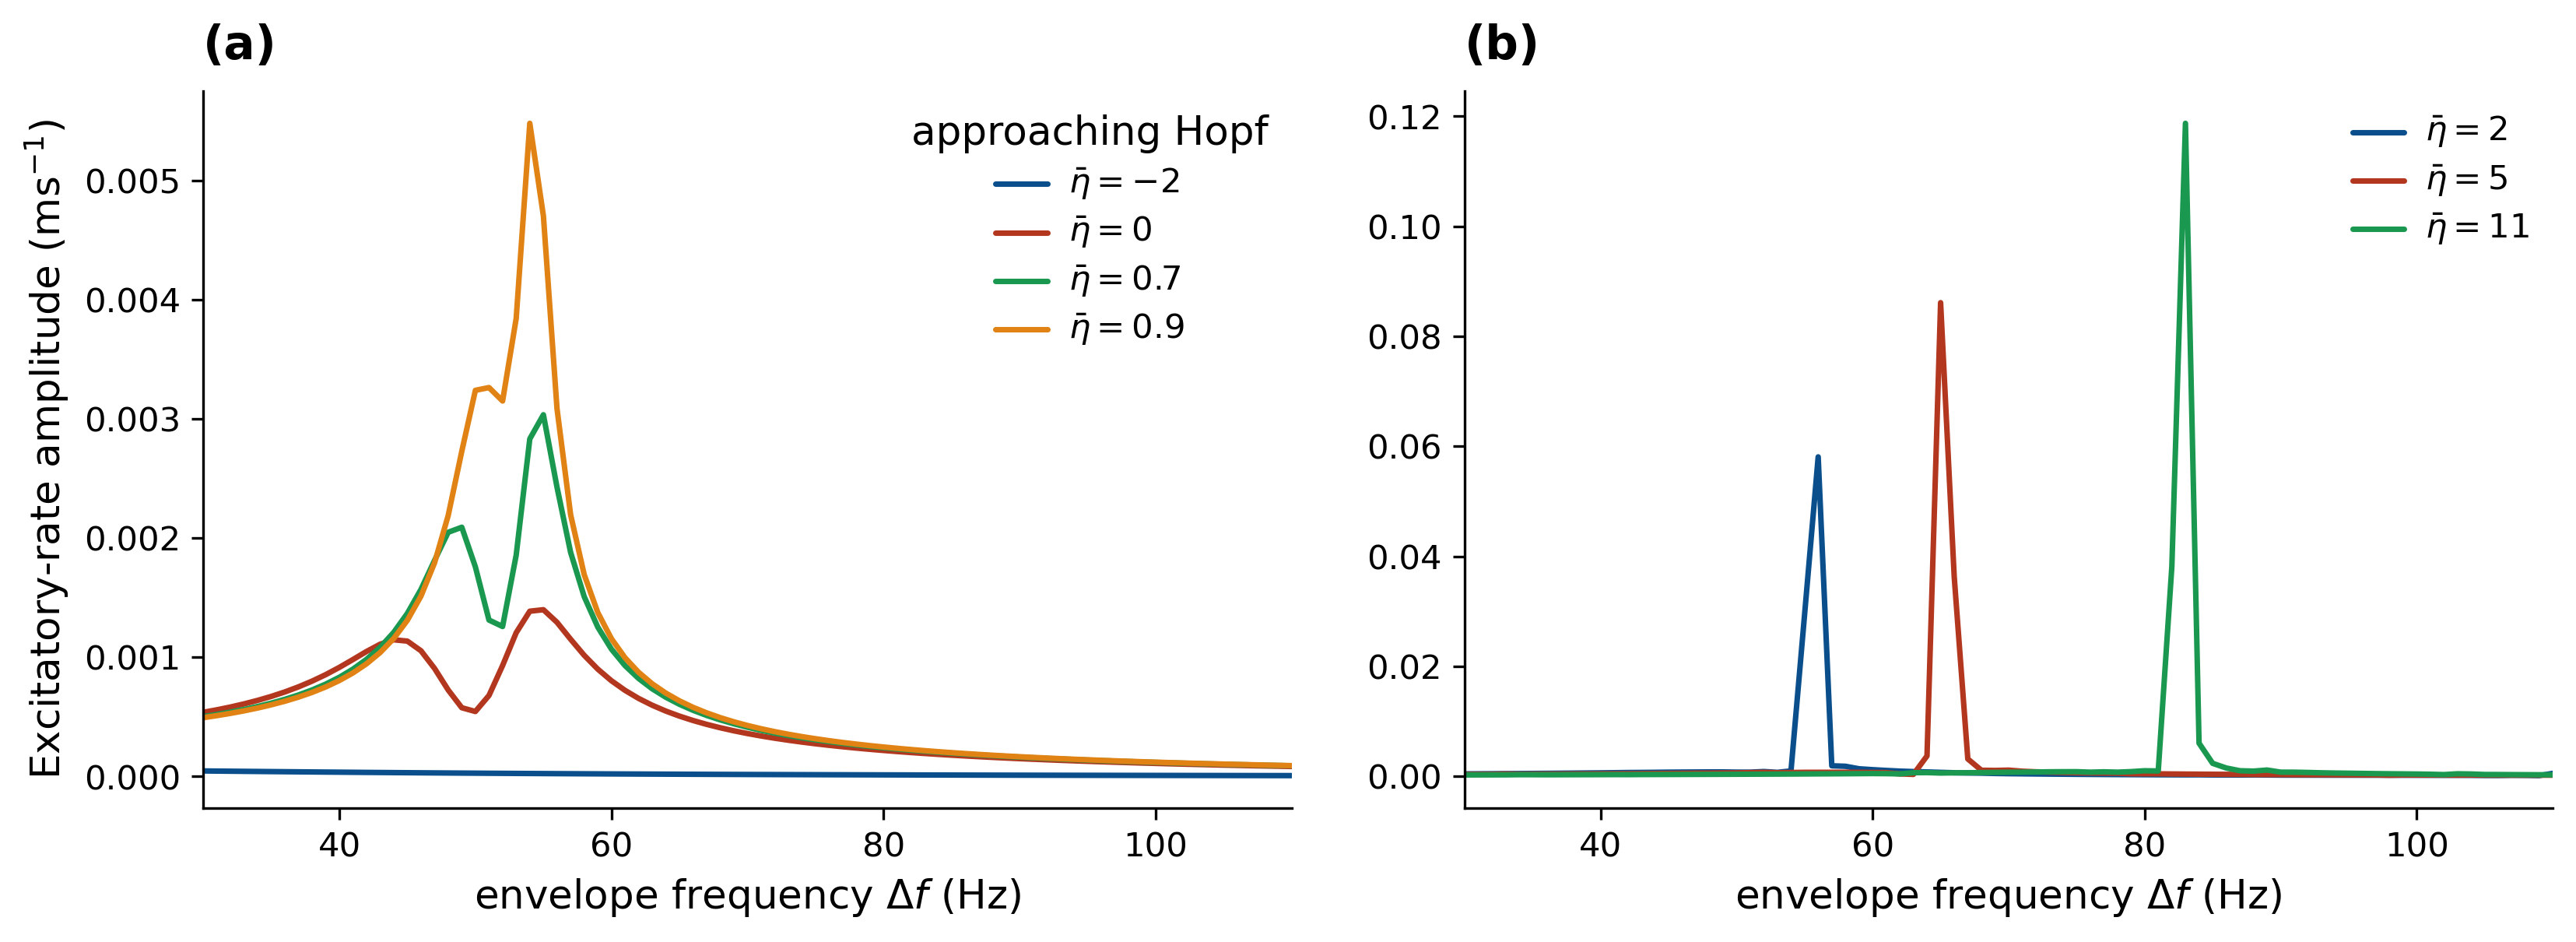 (a)
Excitatory-rate amplitude (ms⁻¹)
0.005
0.004
0.003
0.002
0.001
0.000
40 60 80 100
envelope frequency Δf (Hz)
approaching Hopf
η̄ = −2
η̄ = 0
η̄ = 0.7
η̄ = 0.9
(b)
0.12
0.10
0.08
0.06
0.04
0.02
0.00
40 60 80 100
envelope frequency Δf (Hz)
η̄ = 2
η̄ = 5
η̄ = 11